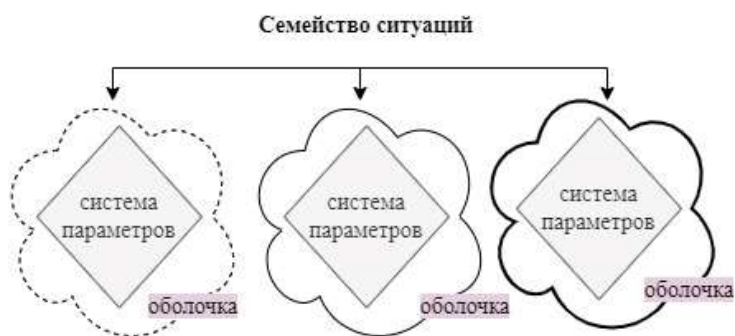 Семейство ситуаций
система
параметров
оболочка
система
параметров
оболочка
система
параметров
оболочка